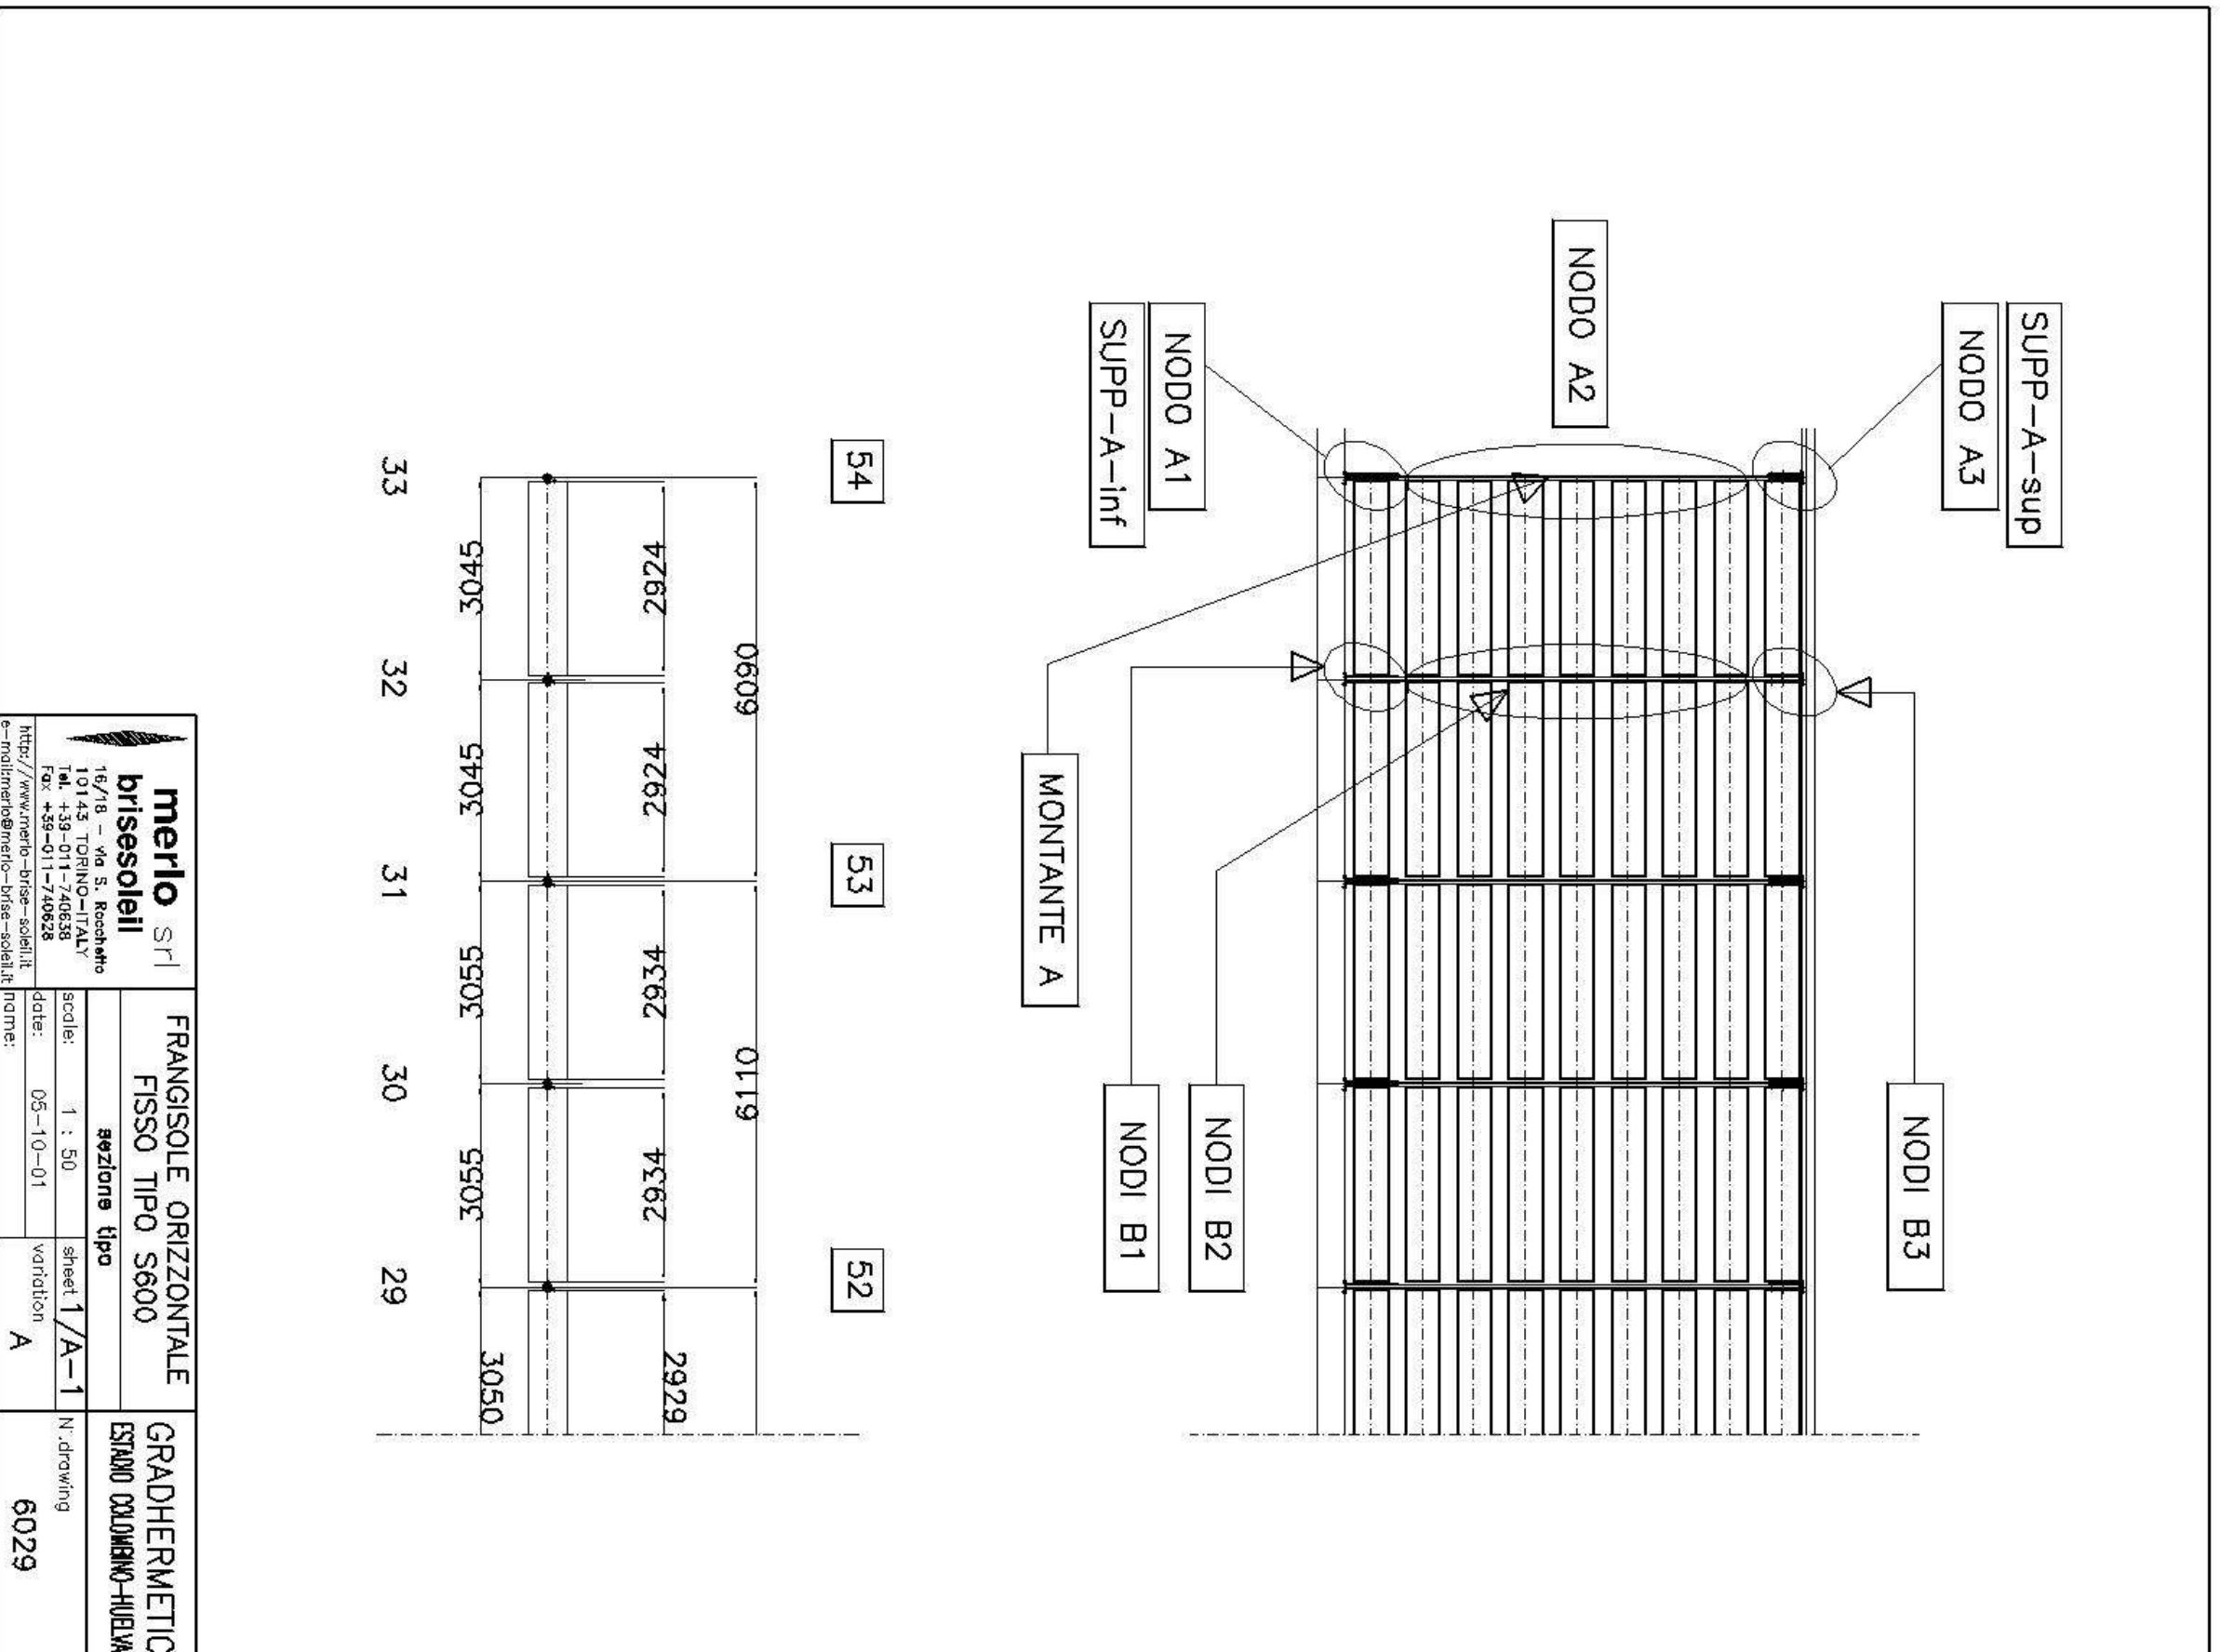 SUPP-A-sup
NODO A3
NODO A2
NODO A1
SUPP-A-inf
NODI B3
NODI B2
NODI B1
MONTANTE A
54
53
52
6090
6110
2924
2924
2934
2934
2929
3045
3045
3055
3055
3050
33
32
31
30
29
merlo srl
brisesoleil
16/18 - via S. Rocchetto
10143 TORINO-ITALY
Tel. +39-011-740638
Fax +39-011-740628
http://www.merlo-brise-soleil.it
e-mail:merlo@merlo-brise-soleil.it
FRANGISOLE ORIZZONTALE
FISSO TIPO S600
sezione tipo
scale: 1 : 50
sheet 1/A-1
date: 05-10-01
variation A
name:
GRADHERMETIC
ESTADIO COLOMBINO-HUELVA
N°.drawing
6029